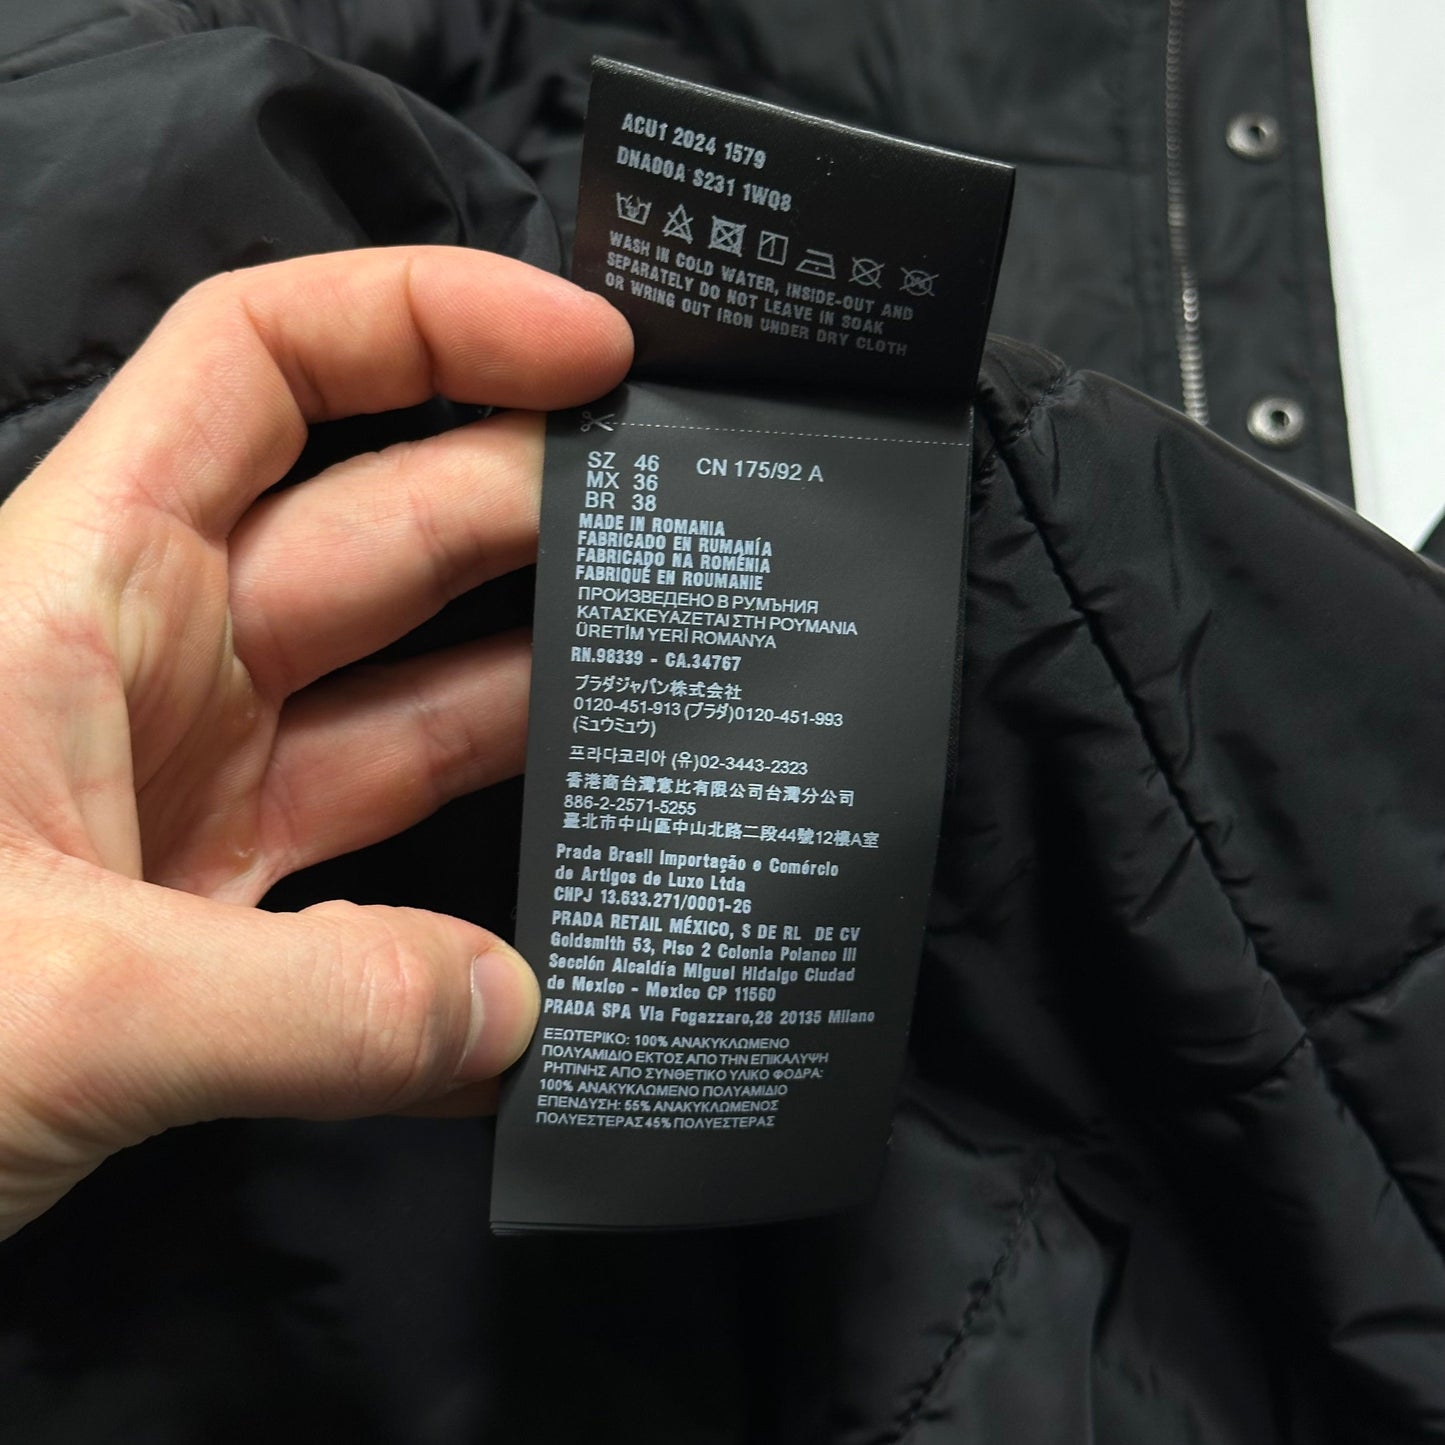 ACU1 2024 1579
DNA00A S231 1WQ8
WASH IN COLD WATER, INSIDE-OUT AND
SEPARATELY DO NOT LEAVE IN SOAK
OR WRING OUT IRON UNDER DRY CLOTH
SZ 46 CN 175/92 A
MX 36
BR 38
MADE IN ROMANIA
FABRICADO EN RUMANÍA
FABRICADO NA ROMÉNIA
FABRIQUÉ EN ROUMANIE
ПРОИЗВЕДЕНО В РУМЪНИЯ
ΚΑΤΑΣΚΕΥΑΖΕΤΑΙ ΣΤΗ ΡΟΥΜΑΝΙΑ
ÜRETİM YERİ ROMANYA
RN.98339 - CA.34767
プラダジャパン株式会社
0120-451-913 (プラダ)0120-451-993
(ミュウミュウ)
프라다코리아 (유)02-3443-2323
香港商台灣意比有限公司台灣分公司
886-2-2571-5255
臺北市中山區中山北路二段44號12樓A室
Prada Brasil Importação e Comércio
de Artigos de Luxo Ltda
CNPJ 13.633.271/0001-26
PRADA RETAIL MÉXICO, S DE RL DE CV
Goldsmith 53, Piso 2 Colonia Polanco III
Sección Alcaldía Miguel Hidalgo Ciudad
de Mexico - Mexico CP 11560
PRADA SPA Via Fogazzaro,28 20135 Milano
ΕΞΩΤΕΡΙΚΟ: 100% ΑΝΑΚΥΚΛΩΜΕΝΟ
ΠΟΛΥΑΜΙΔΙΟ ΕΚΤΟΣ ΑΠΟ ΤΗΝ ΕΠΙΚΑΛΥΨΗ
ΡΗΤΙΝΗΣ ΑΠΟ ΣΥΝΘΕΤΙΚΟ ΥΛΙΚΟ ΦΟΔΡΑ:
100% ΑΝΑΚΥΚΛΩΜΕΝΟ ΠΟΛΥΑΜΙΔΙΟ
ΕΠΕΝΔΥΣΗ: 55% ΑΝΑΚΥΚΛΩΜΕΝΟΣ
ΠΟΛΥΕΣΤΕΡΑΣ 45% ΠΟΛΥΕΣΤΕΡΑΣ